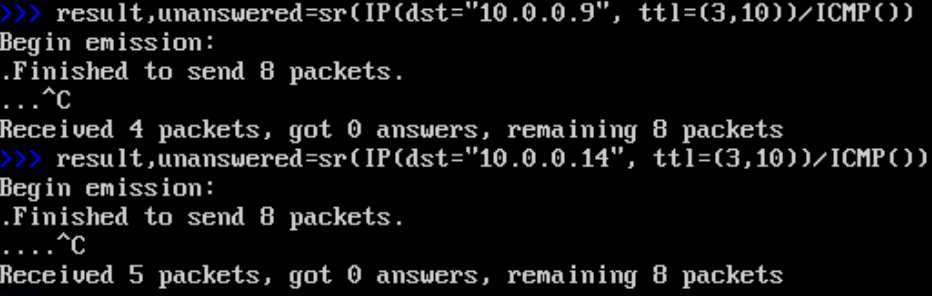 >>> result,unanswered=sr(IP(dst="10.0.0.9", ttl=(3,10))/ICMP())
Begin emission:
.Finished to send 8 packets.
...^C
Received 4 packets, got 0 answers, remaining 8 packets
>>> result,unanswered=sr(IP(dst="10.0.0.14", ttl=(3,10))/ICMP())
Begin emission:
.Finished to send 8 packets.
....^C
Received 5 packets, got 0 answers, remaining 8 packets